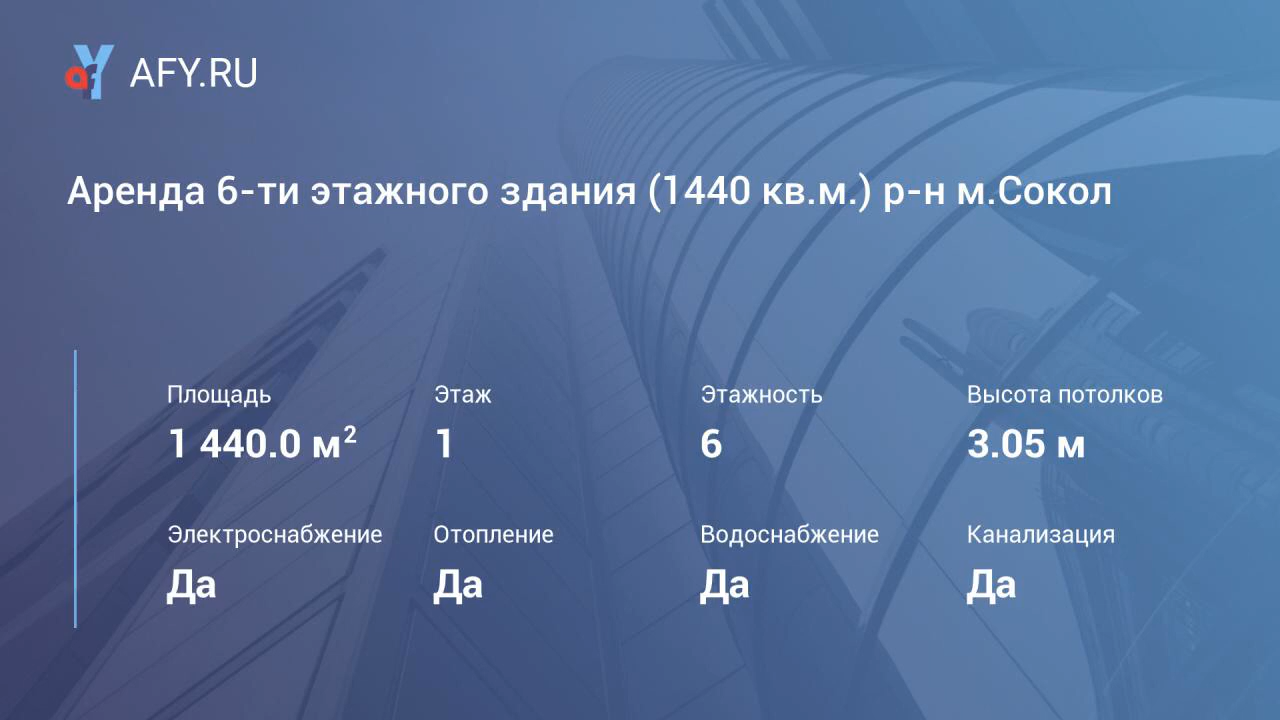 AFY.RU
Аренда 6-ти этажного здания (1440 кв.м.) р-н м.Сокол
Площадь Этаж Этажность Высота потолков
1 440.0 м² 1 6 3.05 м
Электроснабжение Отопление Водоснабжение Канализация
Да Да Да Да